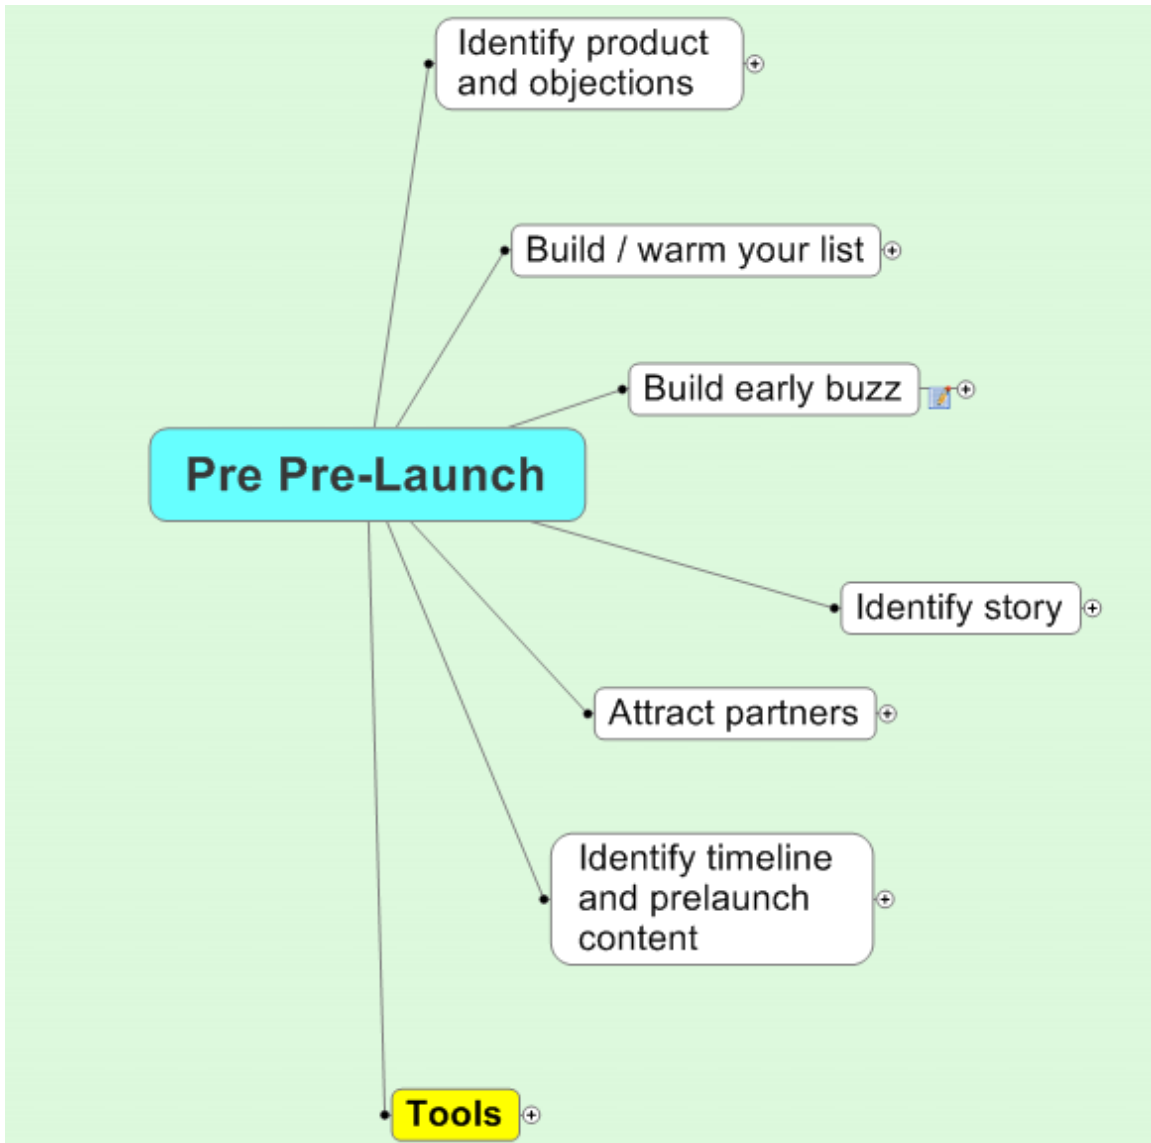 Identify product
and objections
Build / warm your list
Build early buzz
Pre Pre-Launch
Identify story
Attract partners
Identify timeline
and prelaunch
content
Tools